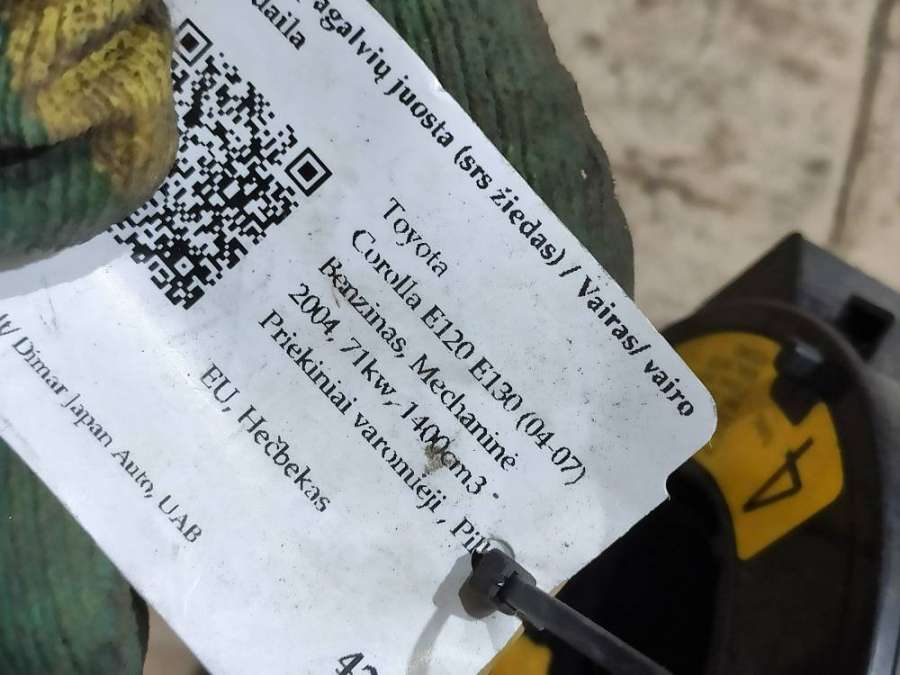 agalvių juosta (srs žiedas) / Vairas/ vairo
daila
Toyota
Corolla E120 E130 (04-07)
Benzinas, Mechaninė
2004, 71kw, 1400cm3 -
Priekiniai varomieji, Pil
EU, Hečbekas
Dimar Japan Auto, UAB